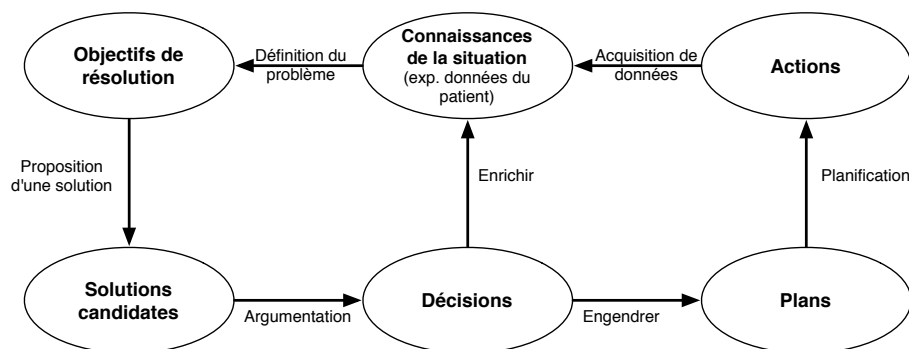 Objectifs de
résolution
Définition du
problème
Connaissances
de la situation
(exp. données du
patient)
Acquisition de
données
Actions
Proposition
d'une solution
Enrichir
Planification
Solutions
candidates
Argumentation
Décisions
Engendrer
Plans